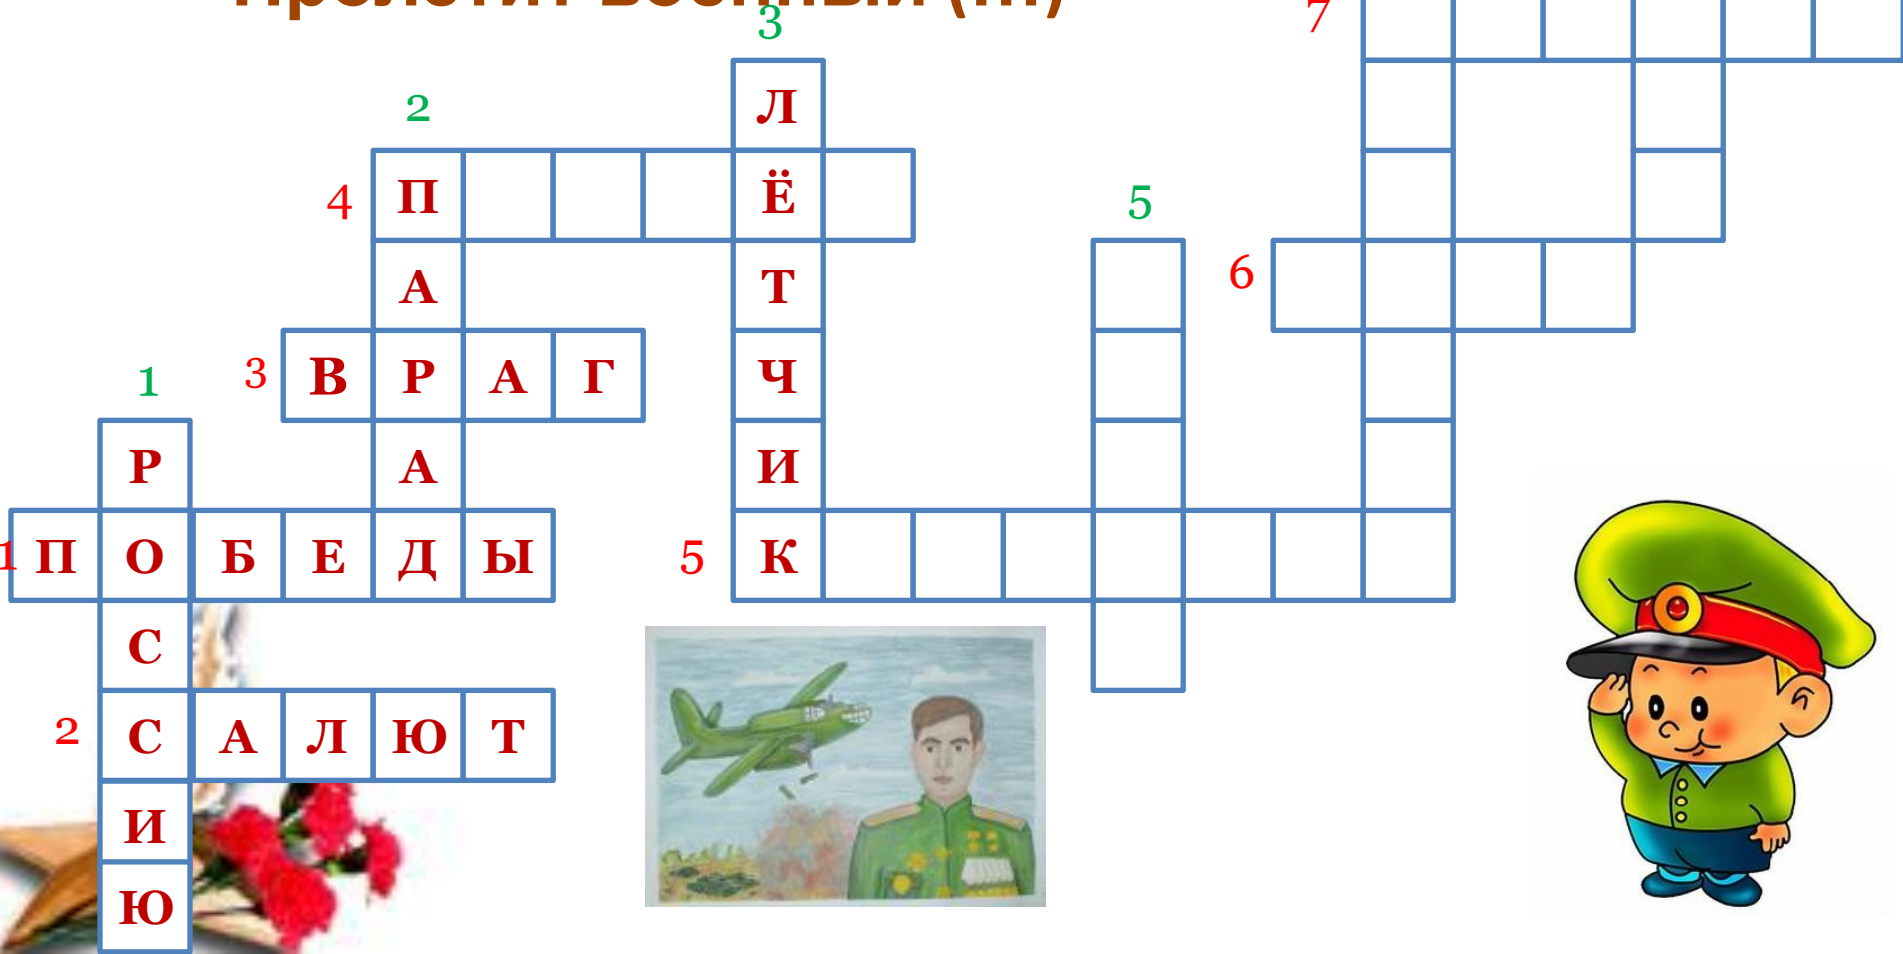 3
7
2
Л
4 П Ё
5
А Т
6
3 В Р А Г Ч
1
Р А И
1 П О Б Е Д Ы 5 К
С
2 С А Л Ю Т
И
Ю